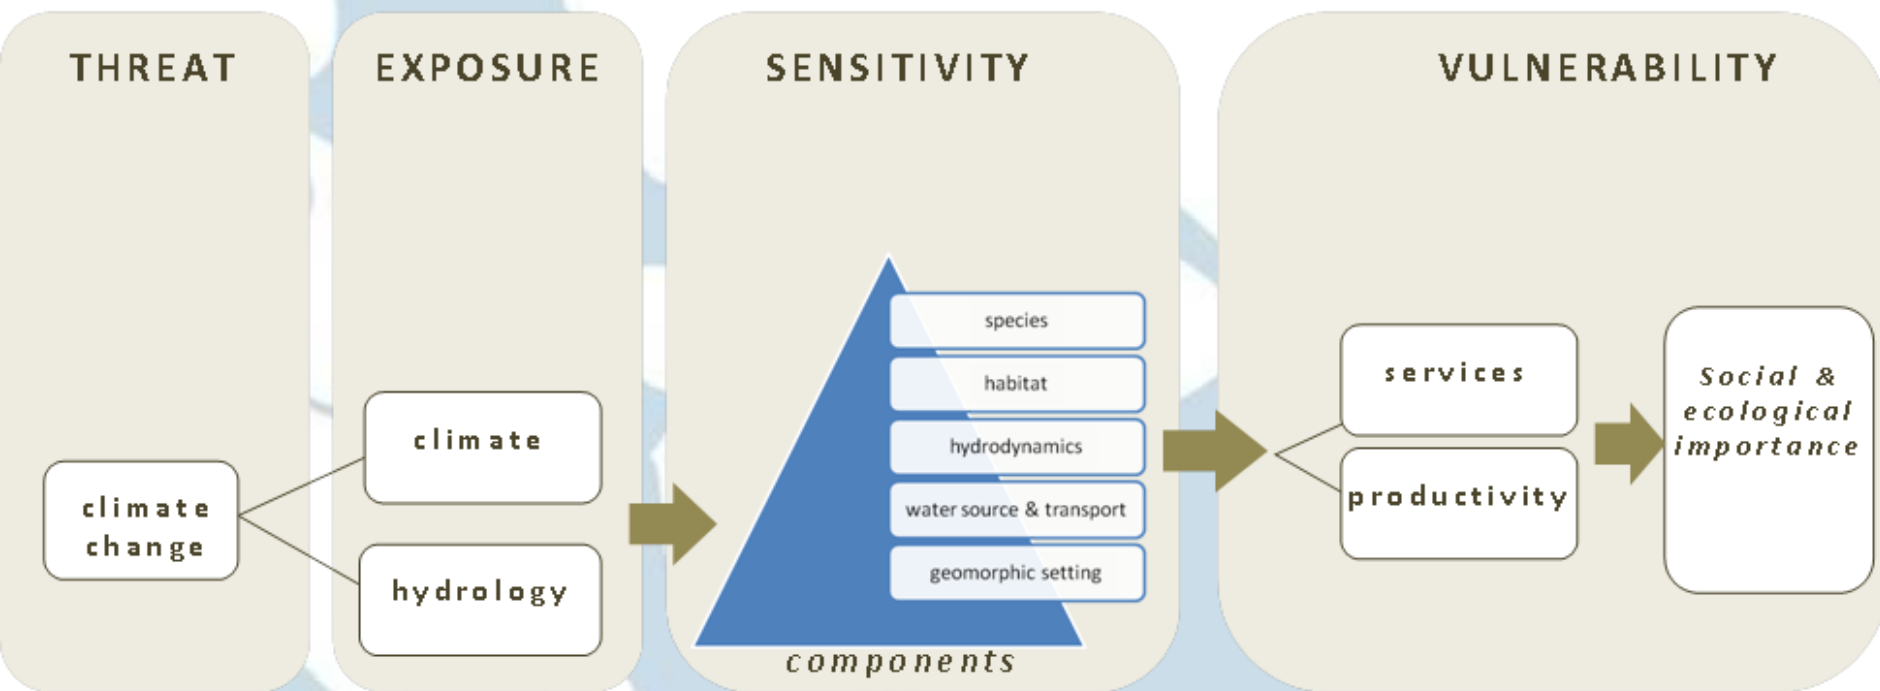 THREAT
EXPOSURE
SENSITIVITY
VULNERABILITY
climate
change
climate
hydrology
species
habitat
hydrodynamics
water source & transport
geomorphic setting
components
services
productivity
Social &
ecological
importance